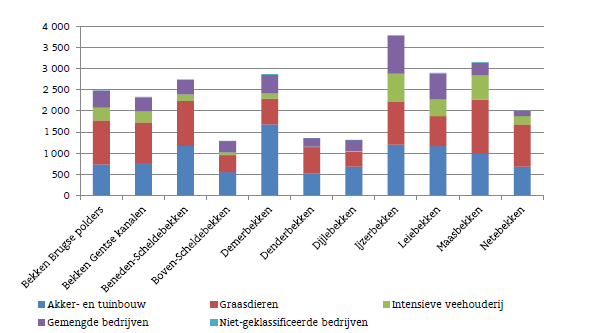 4 000
3 500
3 000
2 500
2 000
1 500
1 000
500
0
Bekken Brugse polders
Bekken Gentse kanalen
Beneden-Scheldebekken
Boven-Scheldebekken
Demerbekken
Denderbekken
Dijlebekken
Ijzerbekken
Leiebekken
Maasbekken
Netebekken
Akker- en tuinbouw
Graasdieren
Intensieve veehouderij
Gemengde bedrijven
Niet-geklassificeerde bedrijven